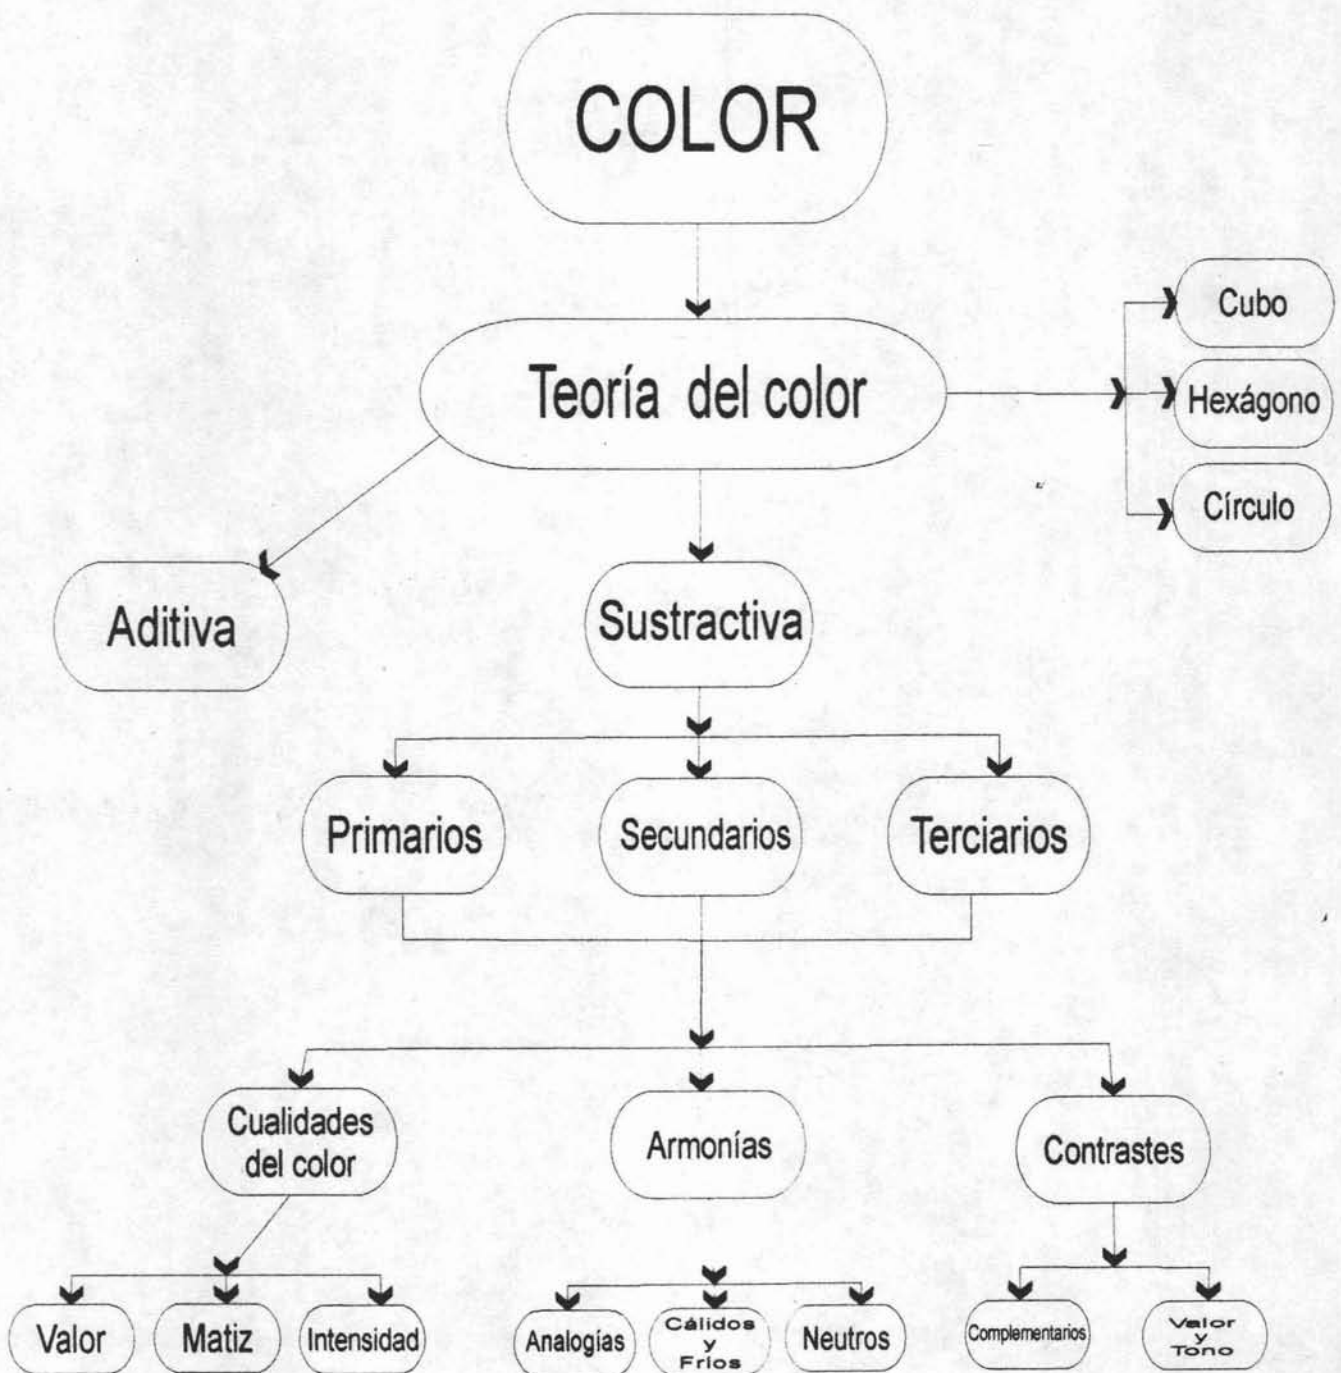 COLOR
Teoría del color
Cubo
Hexágono
Círculo
Aditiva
Sustractiva
Primarios
Secundarios
Terciarios
Cualidades
del color
Armonías
Contrastes
Valor
Matiz
Intensidad
Analogías
Cálidos
y
Fríos
Neutros
Complementarios
Valor
y
Tono